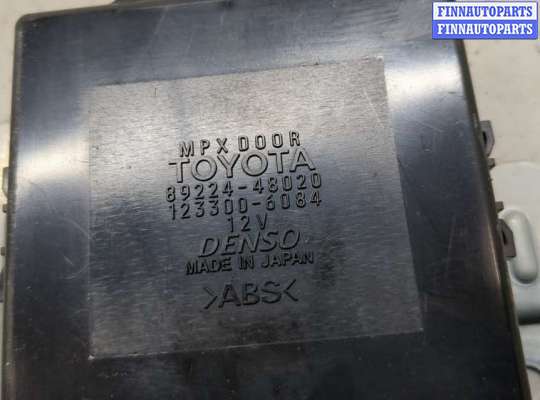 FINNAUTOPARTS
FINNAUTOPARTS
MPX DOOR
TOYOTA
89224-48020
123300-6084
12V
DENSO
MADE IN JAPAN
>ABS<